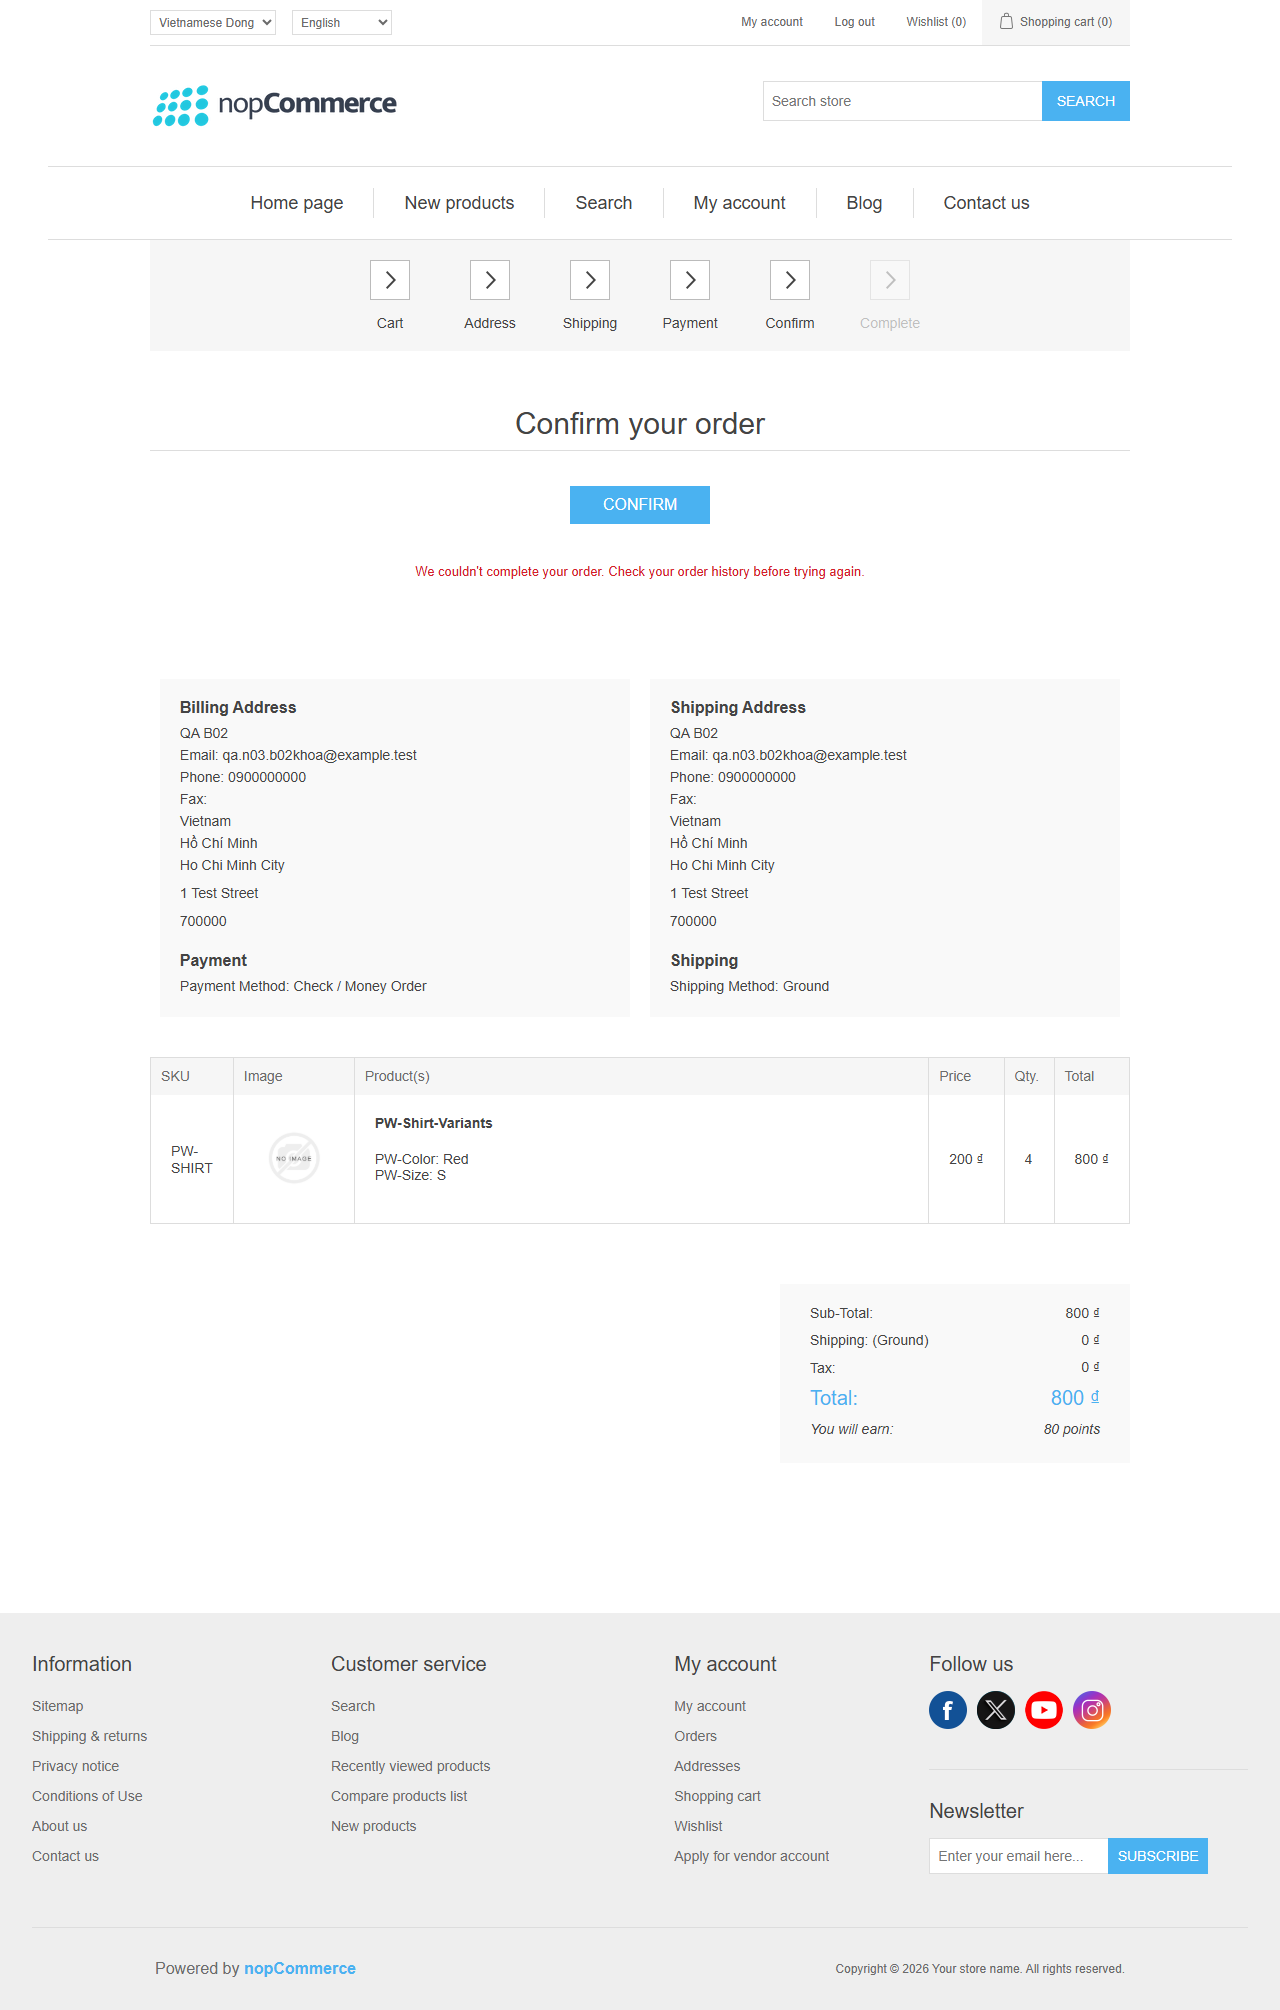 Vietnamese Dong English My account Log out Wishlist (0) Shopping cart (0)
nopCommerce Search store SEARCH
Home page New products Search My account Blog Contact us
Cart Address Shipping Payment Confirm Complete
Confirm your order
CONFIRM
We couldn't complete your order. Check your order history before trying again.
Billing Address
QA B02
Email: qa.n03.b02khoa@example.test
Phone: 0900000000
Fax:
Vietnam
Hồ Chí Minh
Ho Chi Minh City
1 Test Street
700000
Payment
Payment Method: Check / Money Order
Shipping Address
QA B02
Email: qa.n03.b02khoa@example.test
Phone: 0900000000
Fax:
Vietnam
Hồ Chí Minh
Ho Chi Minh City
1 Test Street
700000
Shipping
Shipping Method: Ground
SKU Image Product(s) Price Qty. Total
PW-Shirt-Variants
PW-
SHIRT
NO IMAGE
PW-Color: Red
PW-Size: S
200 ₫ 4 800 ₫
Sub-Total: 800 ₫
Shipping: (Ground) 0 ₫
Tax: 0 ₫
Total: 800 ₫
You will earn: 80 points
Information
Sitemap
Shipping & returns
Privacy notice
Conditions of Use
About us
Contact us
Customer service
Search
Blog
Recently viewed products
Compare products list
New products
My account
My account
Orders
Addresses
Shopping cart
Wishlist
Apply for vendor account
Follow us
Newsletter
Enter your email here... SUBSCRIBE
Powered by nopCommerce
Copyright © 2026 Your store name. All rights reserved.